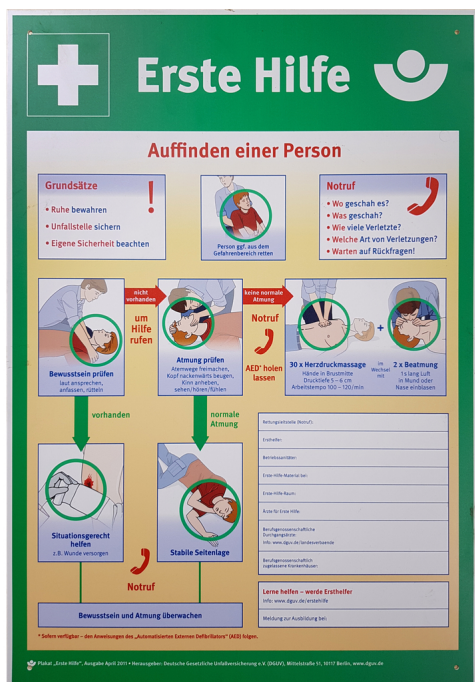 Erste Hilfe
Auffinden einer Person
Grundsätze
• Ruhe bewahren
• Unfallstelle sichern
• Eigene Sicherheit beachten
!
Person ggf. aus dem
Gefahrenbereich retten
Notruf
• Wo geschah es?
• Was geschah?
• Wie viele Verletzte?
• Welche Art von Verletzungen?
• Warten auf Rückfragen!
Bewusstsein prüfen
laut ansprechen,
anfassen, rütteln
nicht
vorhanden
um
Hilfe
rufen
Atmung prüfen
Atemwege freimachen,
Kopf nackenwärts beugen,
Kinn anheben,
sehen/hören/fühlen
keine normale
Atmung
Notruf
AED* holen
lassen
30 x Herzdruckmassage
Hände in Brustmitte
Drucktiefe 5 – 6 cm
Arbeitstempo 100 – 120/min
im
Wechsel
mit
+
2 x Beatmung
1 s lang Luft
in Mund oder
Nase einblasen
vorhanden
normale
Atmung
Situationsgerecht
helfen
z.B. Wunde versorgen
Stabile Seitenlage
Notruf
Bewusstsein und Atmung überwachen
Rettungsleitstelle (Notruf):
Ersthelfer:
Betriebssanitäter:
Erste-Hilfe-Material bei:
Erste-Hilfe-Raum:
Ärzte für Erste Hilfe:
Berufsgenossenschaftliche
Durchgangsärzte:
Info: www.dguv.de/landesverbaende
Berufsgenossenschaftlich
zugelassene Krankenhäuser:
Lerne helfen – werde Ersthelfer
Info: www.dguv.de/erstehilfe
Meldung zur Ausbildung bei:
* Sofern verfügbar – den Anweisungen des „Automatisierten Externen Defibrillators“ (AED) folgen.
Plakat „Erste Hilfe“, Ausgabe April 2011 • Herausgeber: Deutsche Gesetzliche Unfallversicherung e.V. (DGUV), Mittelstraße 51, 10117 Berlin, www.dguv.de